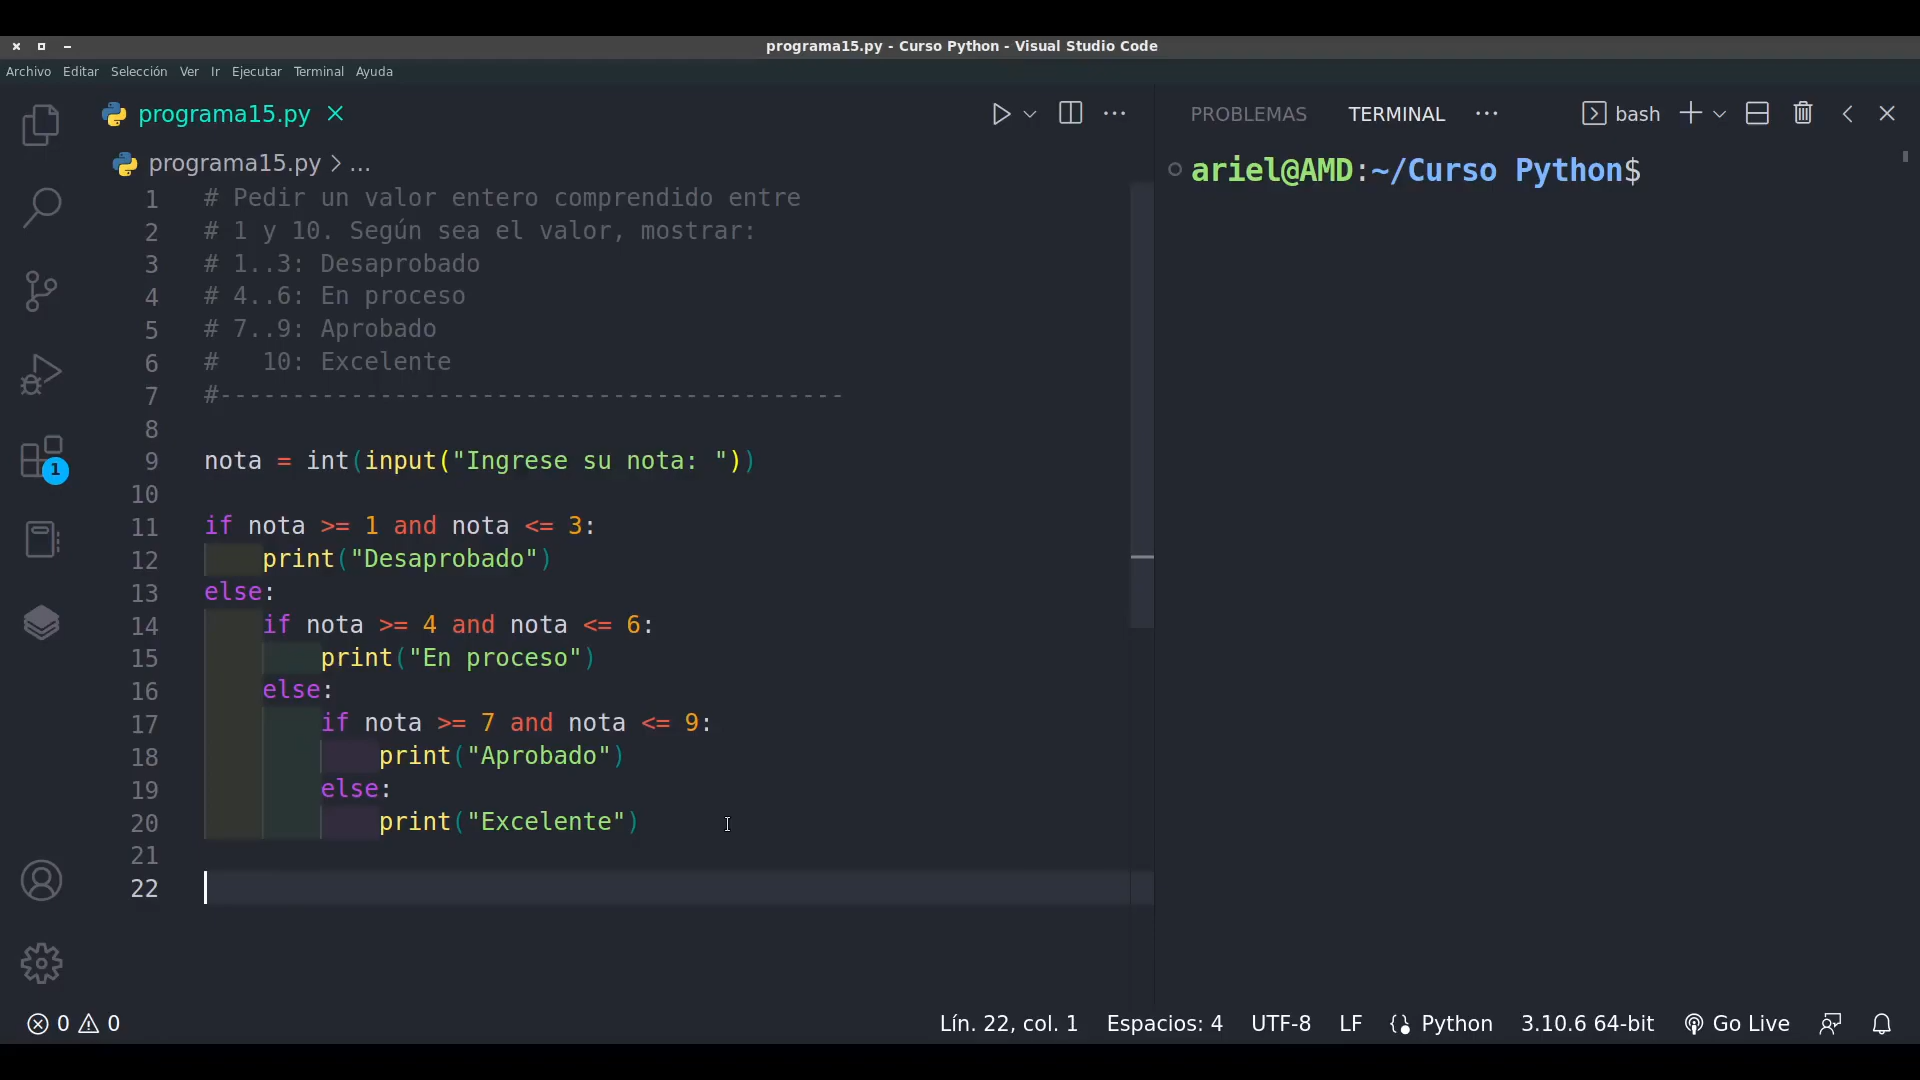 programa15.py - Curso Python - Visual Studio Code
Archivo Editar Selección Ver Ir Ejecutar Terminal Ayuda
programa15.py
PROBLEMAS TERMINAL ··· bash
programa15.py > ...
ariel@AMD:~/Curso Python$
1 # Pedir un valor entero comprendido entre
2 # 1 y 10. Según sea el valor, mostrar:
3 # 1..3: Desaprobado
4 # 4..6: En proceso
5 # 7..9: Aprobado
6 #   10: Excelente
7 #-------------------------------------------
8
9 nota = int(input("Ingrese su nota: "))
10
11 if nota >= 1 and nota <= 3:
12     print("Desaprobado")
13 else:
14     if nota >= 4 and nota <= 6:
15         print("En proceso")
16     else:
17         if nota >= 7 and nota <= 9:
18             print("Aprobado")
19         else:
20             print("Excelente")
21
22
1
0 0 Lín. 22, col. 1 Espacios: 4 UTF-8 LF Python 3.10.6 64-bit Go Live